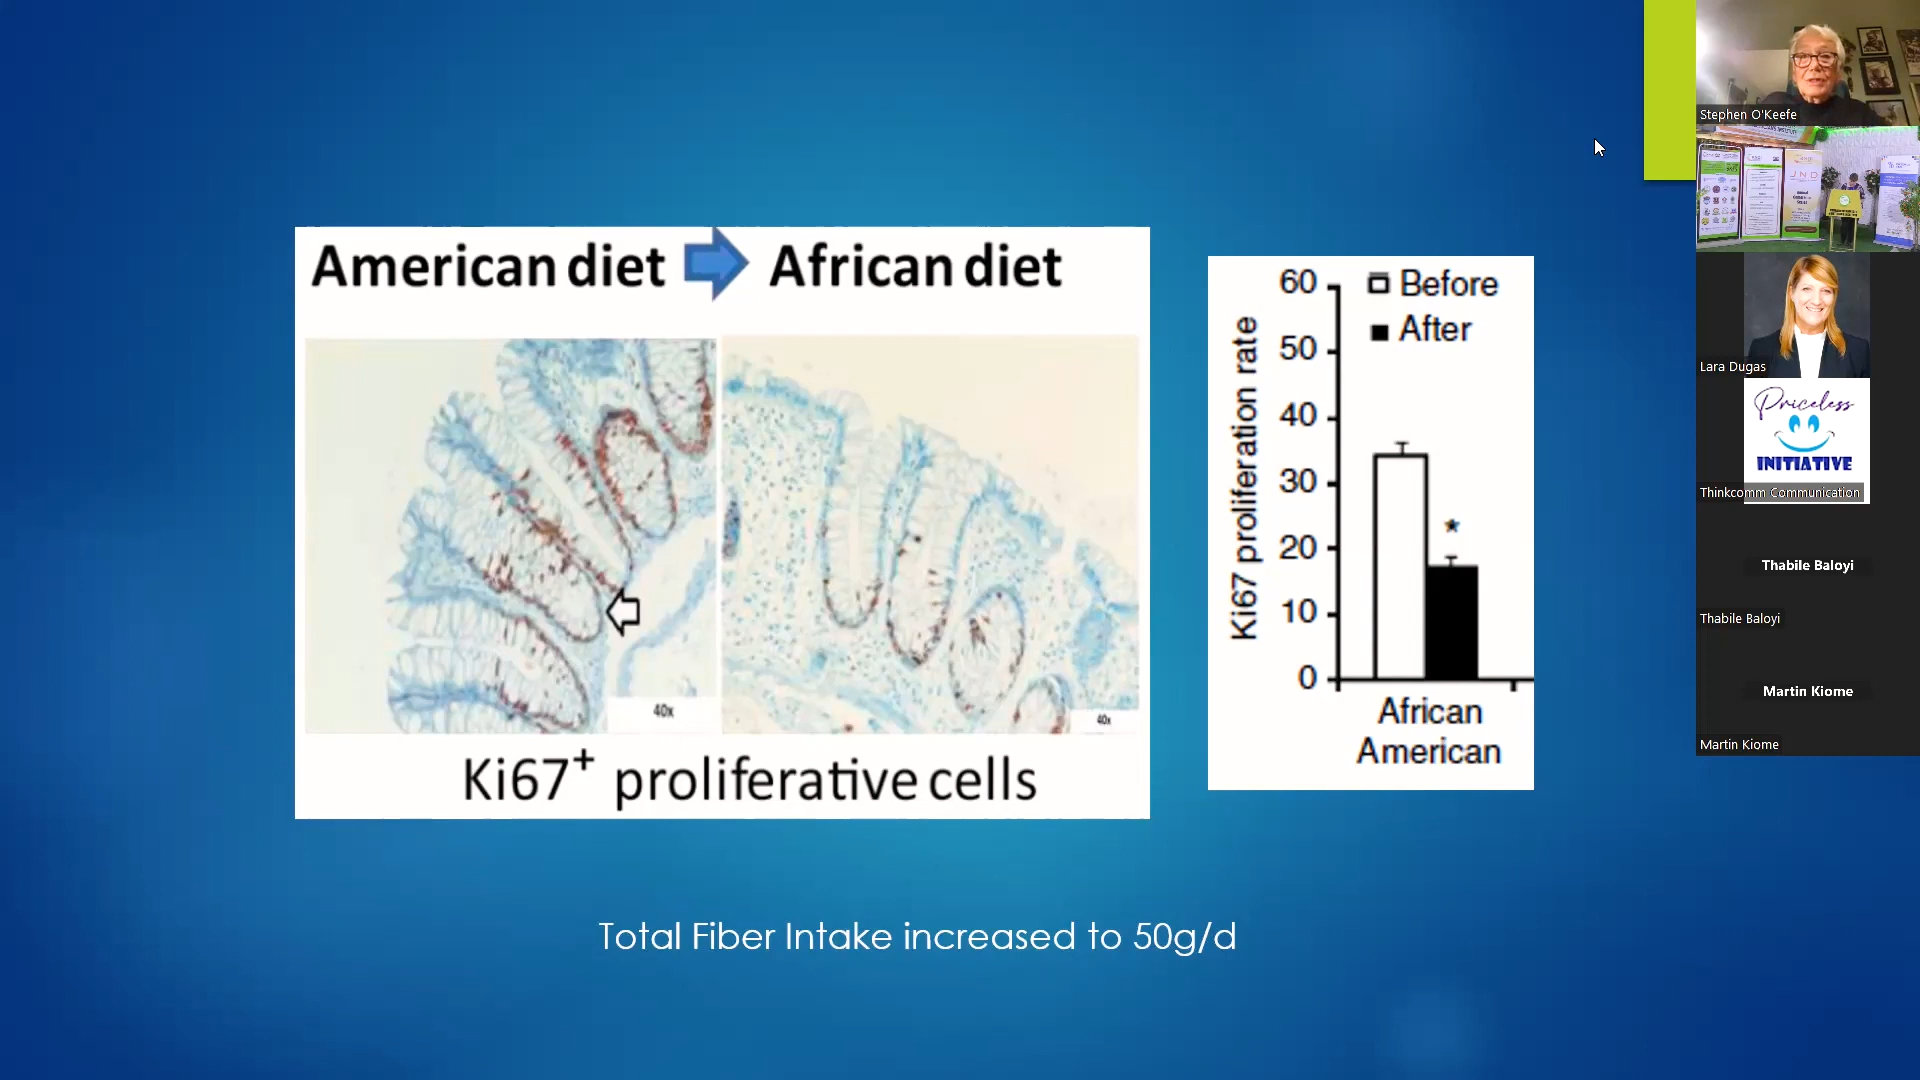 American diet African diet
40x
40x
Ki67⁺ proliferative cells
Ki67 proliferation rate
60
50
40
30
20
10
0
Before
After
*
African
American
Total Fiber Intake increased to 50g/d
Stephen O'Keefe
JND
Lara Dugas
Priceless
INITIATIVE
Thinkcomm Communication
Thabile Baloyi
Thabile Baloyi
Martin Kiome
Martin Kiome